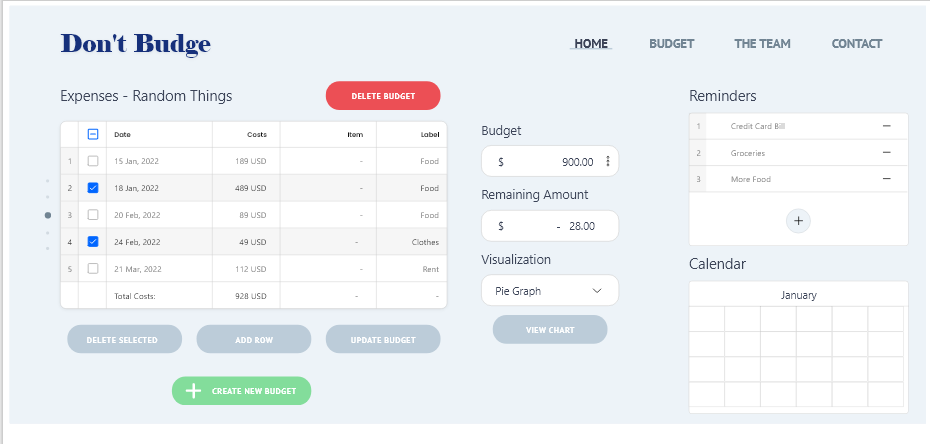 Don't Budge
HOME BUDGET THE TEAM CONTACT
Expenses - Random Things
DELETE BUDGET
Date Costs Item Label
1 15 Jan, 2022 189 USD - Food
2 18 Jan, 2022 489 USD - Food
3 20 Feb, 2022 89 USD - Food
4 24 Feb, 2022 49 USD - Clothes
5 21 Mar, 2022 112 USD - Rent
Total Costs: 928 USD - -
DELETE SELECTED ADD ROW UPDATE BUDGET
CREATE NEW BUDGET
Budget
$ 900.00
Remaining Amount
$ - 28.00
Visualization
Pie Graph
VIEW CHART
Reminders
1 Credit Card Bill
2 Groceries
3 More Food
Calendar
January